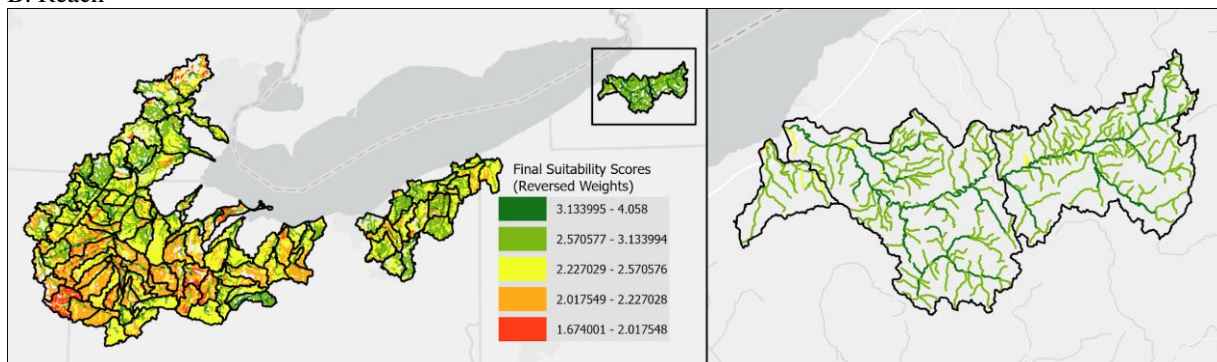 Final Suitability Scores
(Reversed Weights)
3.133995 - 4.058
2.570577 - 3.133994
2.227029 - 2.570576
2.017549 - 2.227028
1.674001 - 2.017548